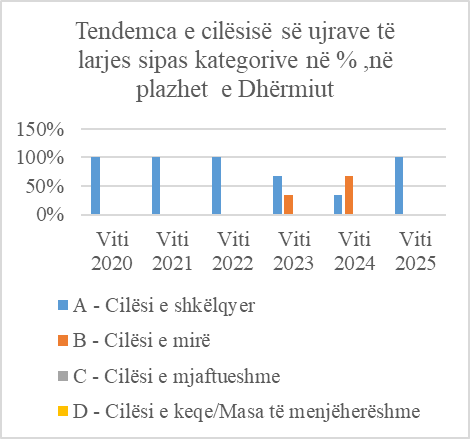 Tendemca e cilësisë së ujrave të
larjes sipas kategorive në % ,në
plazhet e Dhërmiut
150%
100%
50%
0%
Viti Viti Viti Viti Viti Viti
2020 2021 2022 2023 2024 2025
A - Cilësi e shkëlqyer
B - Cilësi e mirë
C - Cilësi e mjaftueshme
D - Cilësi e keqe/Masa të menjëherëshme